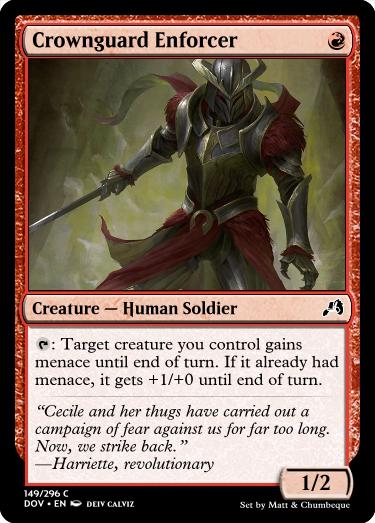 Crownguard Enforcer
Creature — Human Soldier
: Target creature you control gains
menace until end of turn. If it already had
menace, it gets +1/+0 until end of turn.
“Cecile and her thugs have carried out a
campaign of fear against us for far too long.
Now, we strike back.”
—Harriette, revolutionary
1/2
149/296 C
DOV • EN DEIV CALVIZ
Set by Matt & Chumbeque